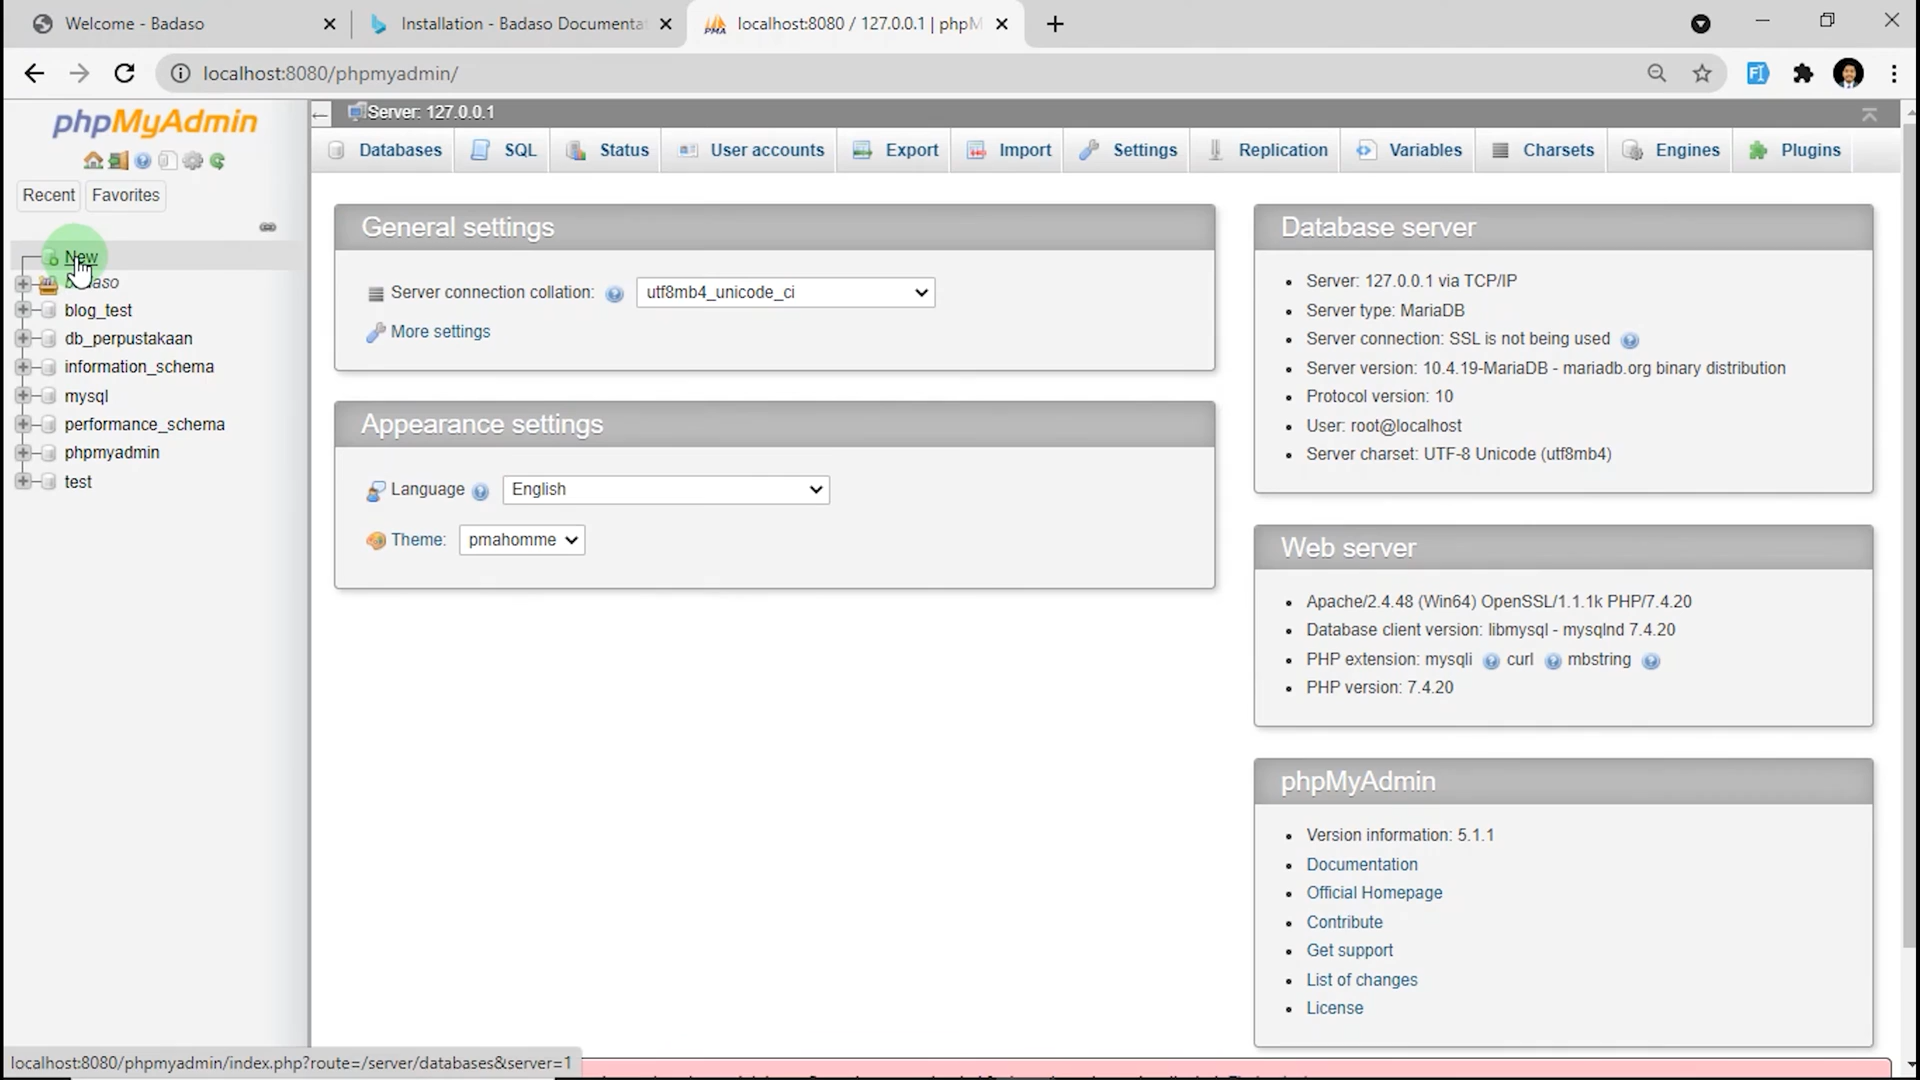 Welcome - Badaso
Installation - Badaso Documenta
localhost:8080 / 127.0.0.1 | phpM
localhost:8080/phpmyadmin/
phpMyAdmin
Recent
Favorites
New
blog_test
db_perpustakaan
information_schema
mysql
performance_schema
phpmyadmin
test
Server: 127.0.0.1
Databases
SQL
Status
User accounts
Export
Import
Settings
Replication
Variables
Charsets
Engines
Plugins
General settings
Server connection collation:
utf8mb4_unicode_ci
More settings
Appearance settings
Language
English
Theme:
pmahomme
Database server
Server: 127.0.0.1 via TCP/IP
Server type: MariaDB
Server connection: SSL is not being used
Server version: 10.4.19-MariaDB - mariadb.org binary distribution
Protocol version: 10
User: root@localhost
Server charset: UTF-8 Unicode (utf8mb4)
Web server
Apache/2.4.48 (Win64) OpenSSL/1.1.1k PHP/7.4.20
Database client version: libmysql - mysqlnd 7.4.20
PHP extension: mysqli curl mbstring
PHP version: 7.4.20
phpMyAdmin
Version information: 5.1.1
Documentation
Official Homepage
Contribute
Get support
List of changes
License
localhost:8080/phpmyadmin/index.php?route=/server/databases&server=1